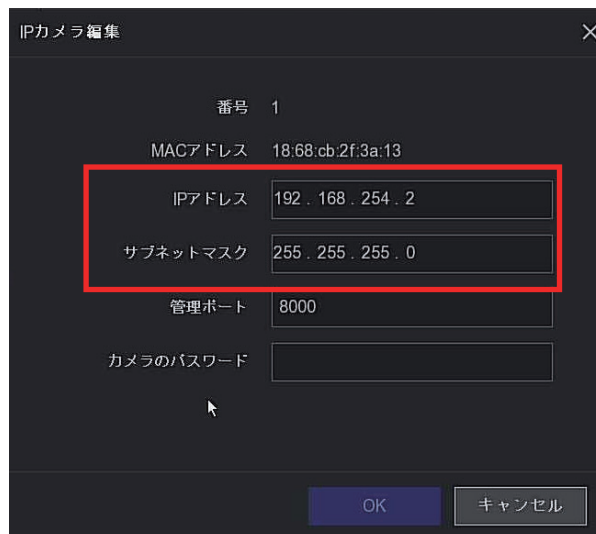 IPカメラ編集
番号 1
MACアドレス 18:68:cb:2f:3a:13
IPアドレス 192 . 168 . 254 . 2
サブネットマスク 255 . 255 . 255 . 0
管理ポート 8000
カメラのパスワード
OK キャンセル